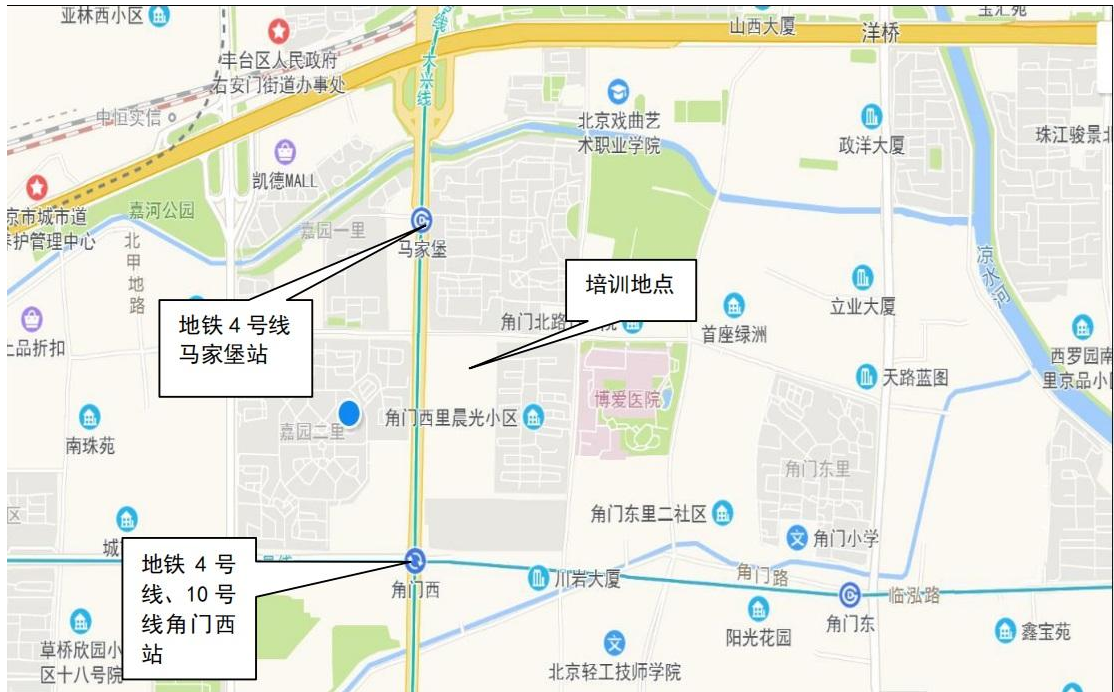 亚林西小区
丰台区人民政府
右安门街道办事处
大兴线
山西大厦
洋桥
玉汇苑
申恒实信
凯德MALL
北京戏曲艺
术职业学院
政洋大厦
珠江骏景北
京市城市道
养护管理中心
嘉河公园
北甲地路
嘉园一里
马家堡
凉水河
培训地点
立业大厦
地铁 4 号线
马家堡站
角门北路
院
首座绿洲
上品折扣
西罗园南
里京品小
天路蓝图
博爱医院
角门西里晨光小区
南珠苑
嘉园二里
角门东里
区
角门东里二社区
角门小学
城
号线
地铁 4 号
线、10 号
线角门西
站
角门西
川岩大厦
角门路
临泓路
角门东
阳光花园
鑫宝苑
草桥欣园小
区十八号院
北京轻工技师学院